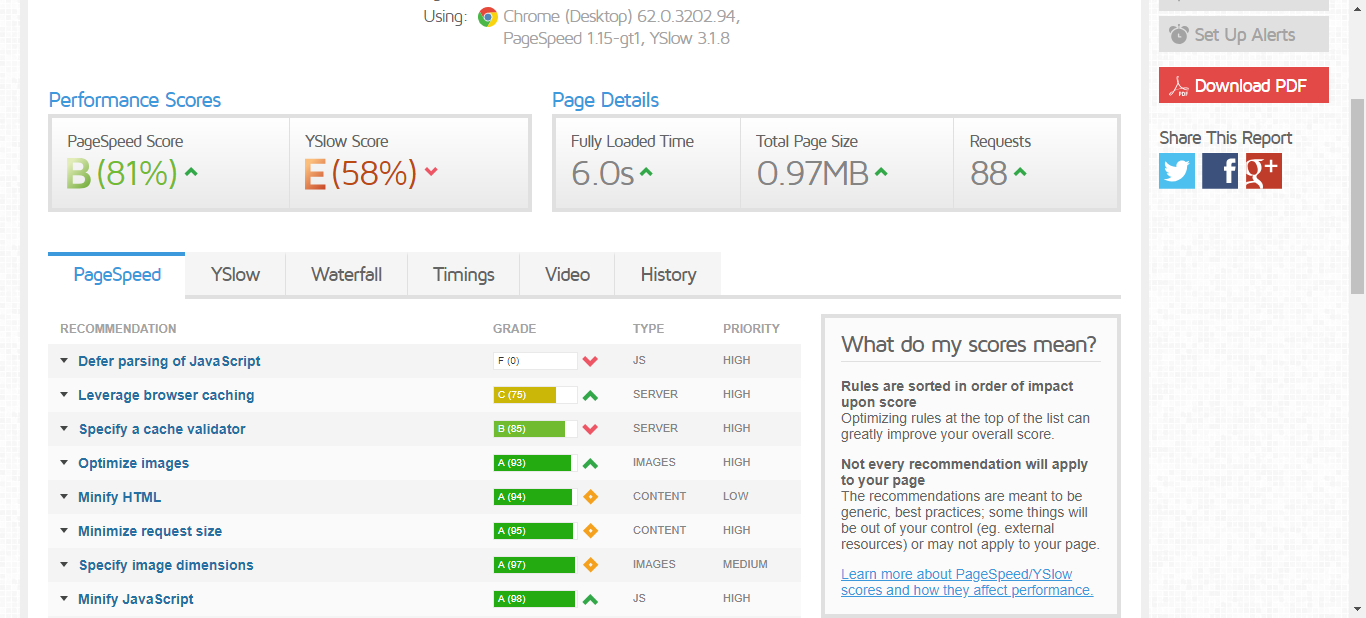 Using: Chrome (Desktop) 62.0.3202.94,
PageSpeed 1.15-gt1, YSlow 3.1.8
Set Up Alerts
PDF Download PDF
Share This Report
f g+
Performance Scores
PageSpeed Score YSlow Score
B (81%) E (58%)
Page Details
Fully Loaded Time Total Page Size Requests
6.0s 0.97MB 88
PageSpeed YSlow Waterfall Timings Video History
RECOMMENDATION GRADE TYPE PRIORITY
Defer parsing of JavaScript F (0) JS HIGH
Leverage browser caching C (75) SERVER HIGH
Specify a cache validator B (85) SERVER HIGH
Optimize images A (93) IMAGES HIGH
Minify HTML A (94) CONTENT LOW
Minimize request size A (95) CONTENT HIGH
Specify image dimensions A (97) IMAGES MEDIUM
Minify JavaScript A (98) JS HIGH
What do my scores mean?
Rules are sorted in order of impact
upon score
Optimizing rules at the top of the list can
greatly improve your overall score.
Not every recommendation will apply
to your page
The recommendations are meant to be
generic, best practices; some things will
be out of your control (eg. external
resources) or may not apply to your page.
Learn more about PageSpeed/YSlow
scores and how they affect performance.